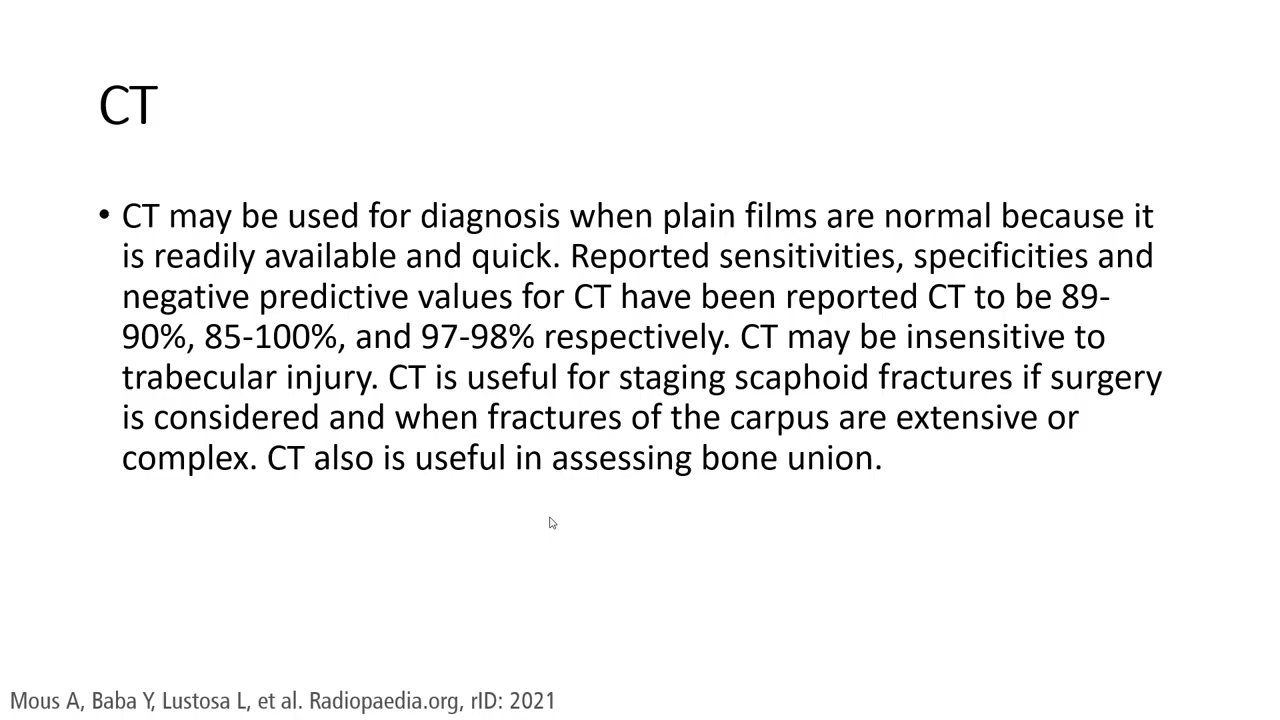 CT
• CT may be used for diagnosis when plain films are normal because it
is readily available and quick. Reported sensitivities, specificities and
negative predictive values for CT have been reported CT to be 89-
90%, 85-100%, and 97-98% respectively. CT may be insensitive to
trabecular injury. CT is useful for staging scaphoid fractures if surgery
is considered and when fractures of the carpus are extensive or
complex. CT also is useful in assessing bone union.
Mous A, Baba Y, Lustosa L, et al. Radiopaedia.org, rID: 2021